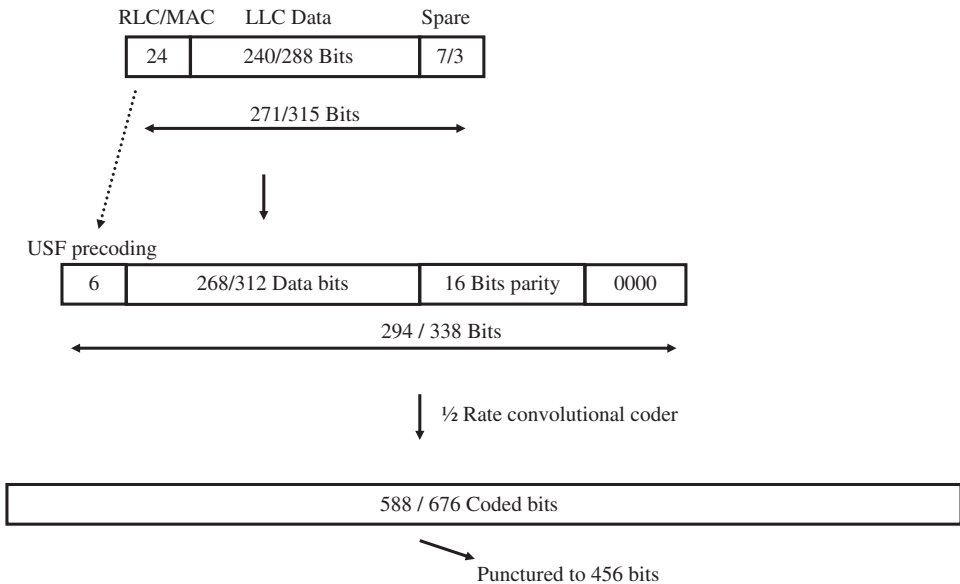 RLC/MAC LLC Data Spare
24 240/288 Bits 7/3
271/315 Bits
USF precoding
6 268/312 Data bits 16 Bits parity 0000
294 / 338 Bits
½ Rate convolutional coder
588 / 676 Coded bits
Punctured to 456 bits